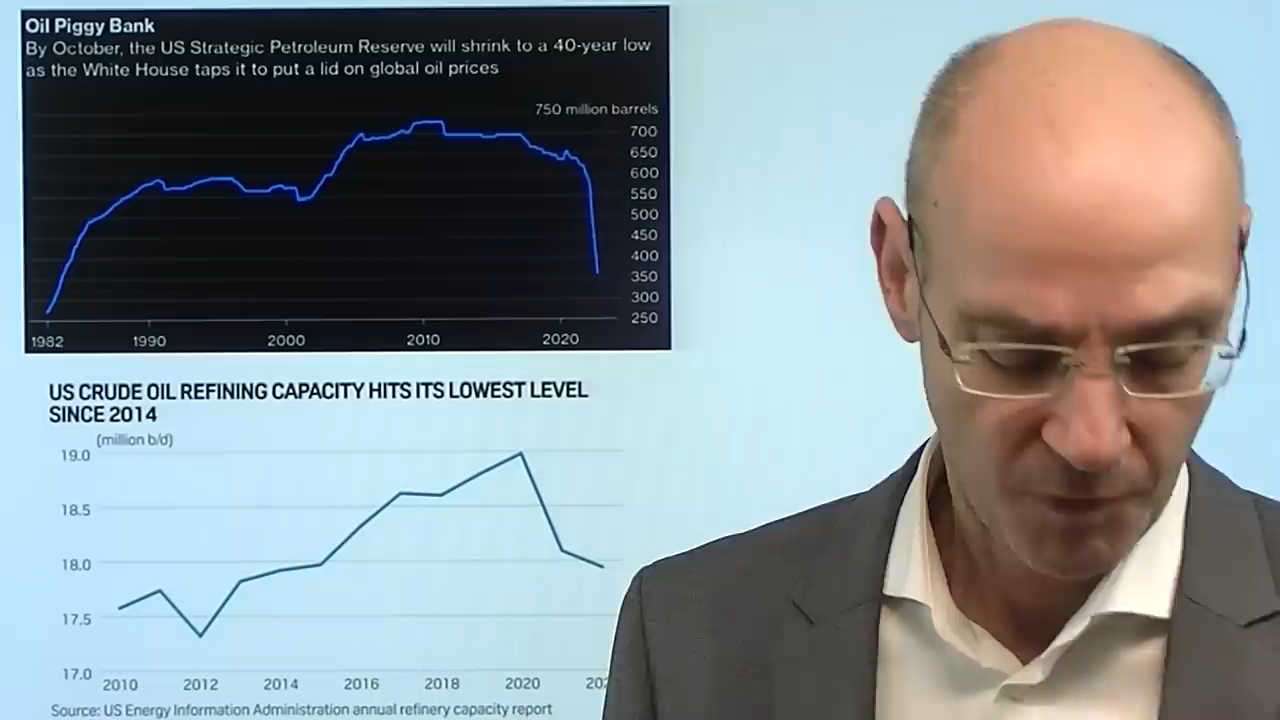 Oil Piggy Bank
By October, the US Strategic Petroleum Reserve will shrink to a 40-year low
as the White House taps it to put a lid on global oil prices
750 million barrels
700
650
600
550
500
450
400
350
300
250
1982 1990 2000 2010 2020
US CRUDE OIL REFINING CAPACITY HITS ITS LOWEST LEVEL
SINCE 2014
(million b/d)
19.0
18.5
18.0
17.5
17.0
2010 2012 2014 2016 2018 2020
Source: US Energy Information Administration annual refinery capacity report